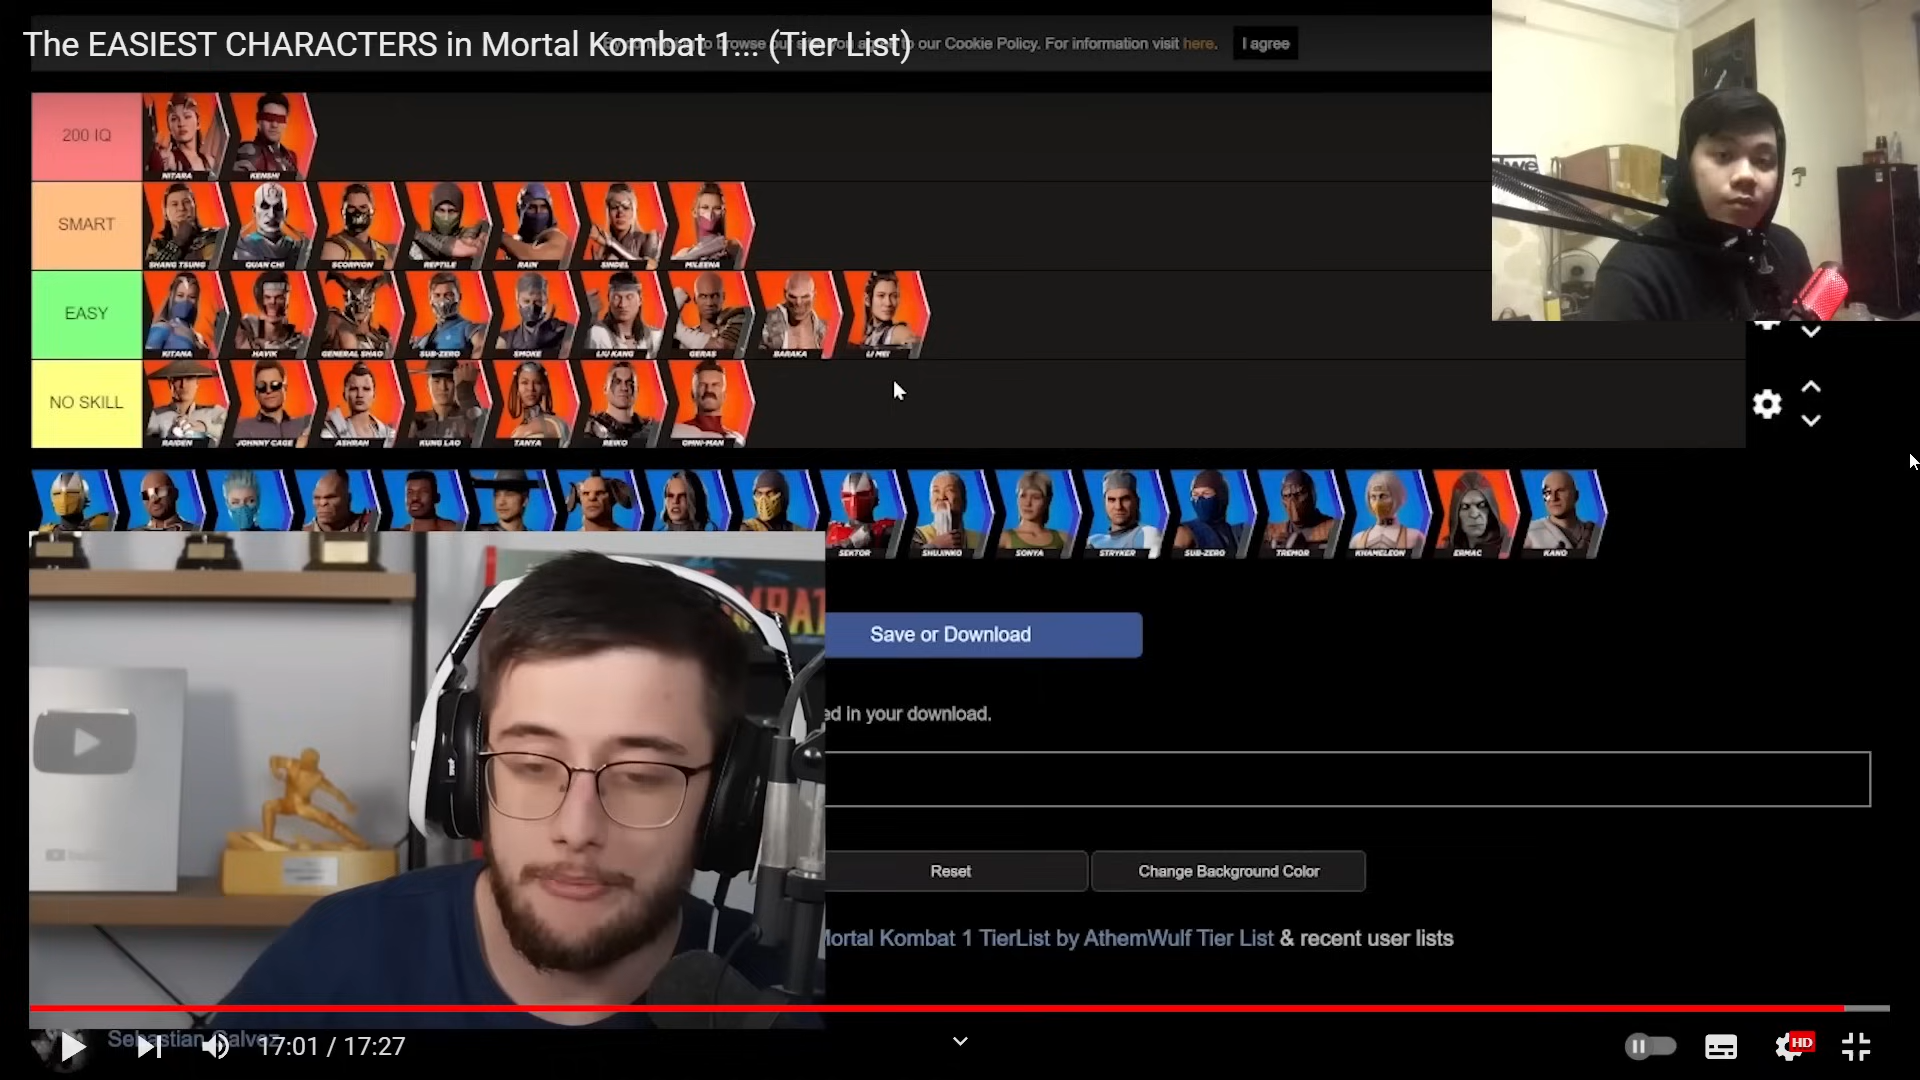 The EASIEST CHARACTERS in Mortal Kombat 1... (Tier List)
our Cookie Policy. For information visit here.
I agree
200 IQ
NITARA KENSHI
SMART
SHANG TSUNG QUAN CHI SCORPION REPTILE RAIN SINDEL MILEENA
EASY
KITANA HAVIK GENERAL SHAO SUB-ZERO SMOKE LIU KANG GERAS BARAKA LI MEI
NO SKILL
RAIDEN JOHNNY CAGE ASHRAH KUNG LAO TANYA REIKO OMNI-MAN
SEKTOR SHUJINKO SONYA STRYKER SUB-ZERO TREMOR KHAMELEON ERMAC KANO
Save or Download
ed in your download.
Reset
Change Background Color
Mortal Kombat 1 TierList by AthemWulf Tier List & recent user lists
Sebastian Galvez
17:01 / 17:27
HD